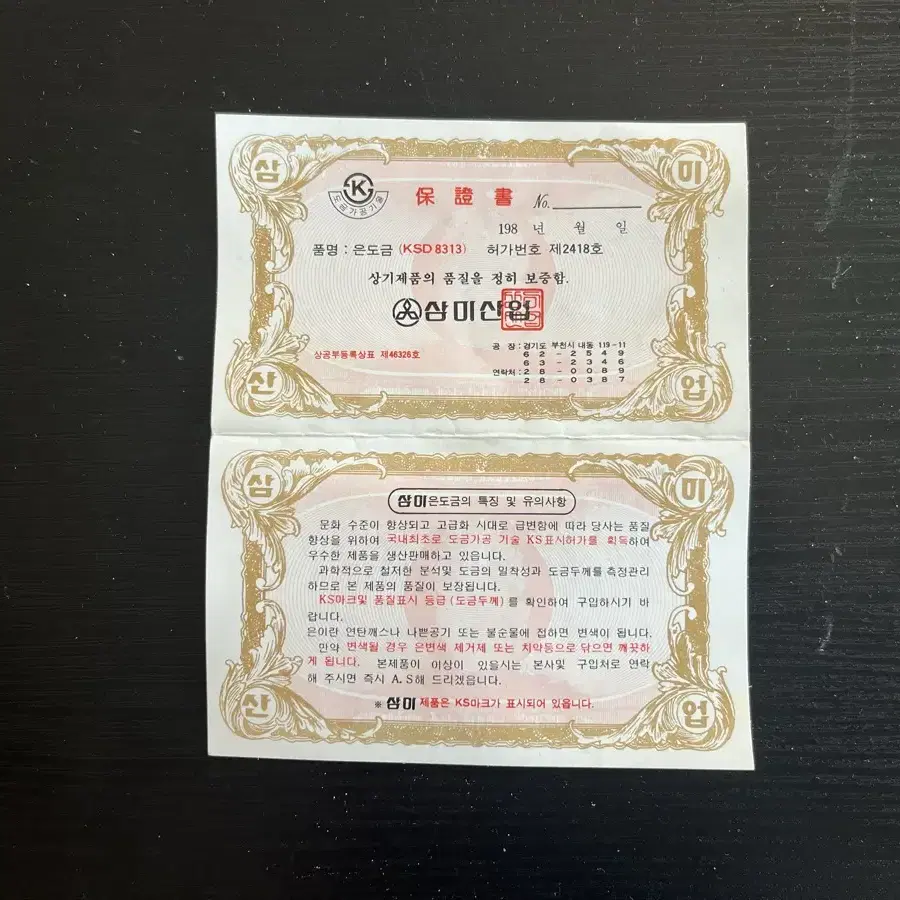 삼 미
K
도금가공기술
保證書 No.
198 년 월 일
품명 : 은도금 (KSD 8313) 허가번호 제2418호
상기제품의 품질을 정히 보증함.
삼미산업
공 장 : 경기도 부천시 내동 119-11
62-2549
63-2346
상공부등록상표 제46326호
연락처 : 28-0089
28-0387
산 업
삼 미
삼미은도금의 특징 및 유의사항
문화 수준이 향상되고 고급화 시대로 급변함에 따라 당사는 품질
향상을 위하여 국내최초로 도금가공 기술 KS표시허가를 획득하여
우수한 제품을 생산판매하고 있읍니다.
과학적으로 철저한 분석및 도금의 밀착성과 도금두께를 측정관리
하므로 본 제품의 품질이 보장됩니다.
KS마크및 품질표시 등급 (도금두께)를 확인하여 구입하시기 바
랍니다.
은이란 연탄깨스나 나쁜공기 또는 불순물에 접하면 변색이 됩니다.
만약 변색될 경우 은변색 제거제 또는 치약등으로 닦으면 깨끗하
게 됩니다. 본제품이 이상이 있을시는 본사및 구입처로 연락
해 주시면 즉시 A.S해 드리겠읍니다.
※ 삼미 제품은 KS마크가 표시되어 있읍니다.
산 업